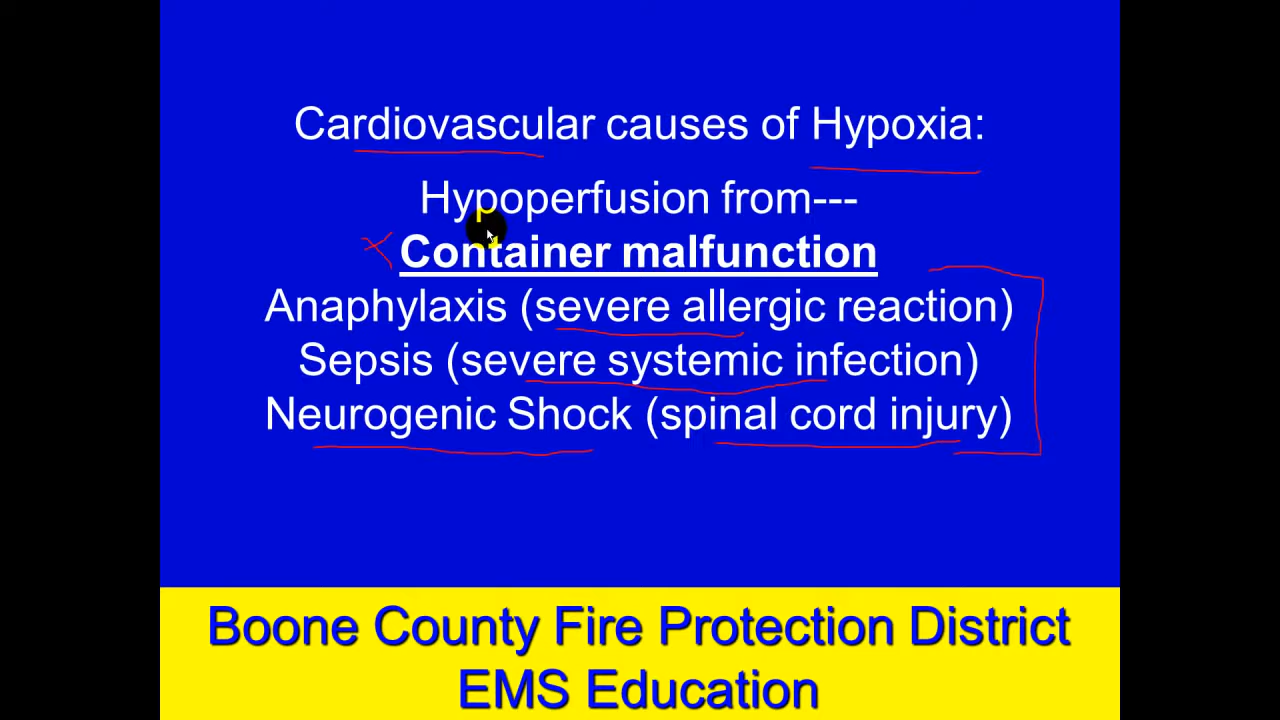 Cardiovascular causes of Hypoxia:
Hypoperfusion from---
Container malfunction
Anaphylaxis (severe allergic reaction)
Sepsis (severe systemic infection)
Neurogenic Shock (spinal cord injury)
Boone County Fire Protection District
EMS Education